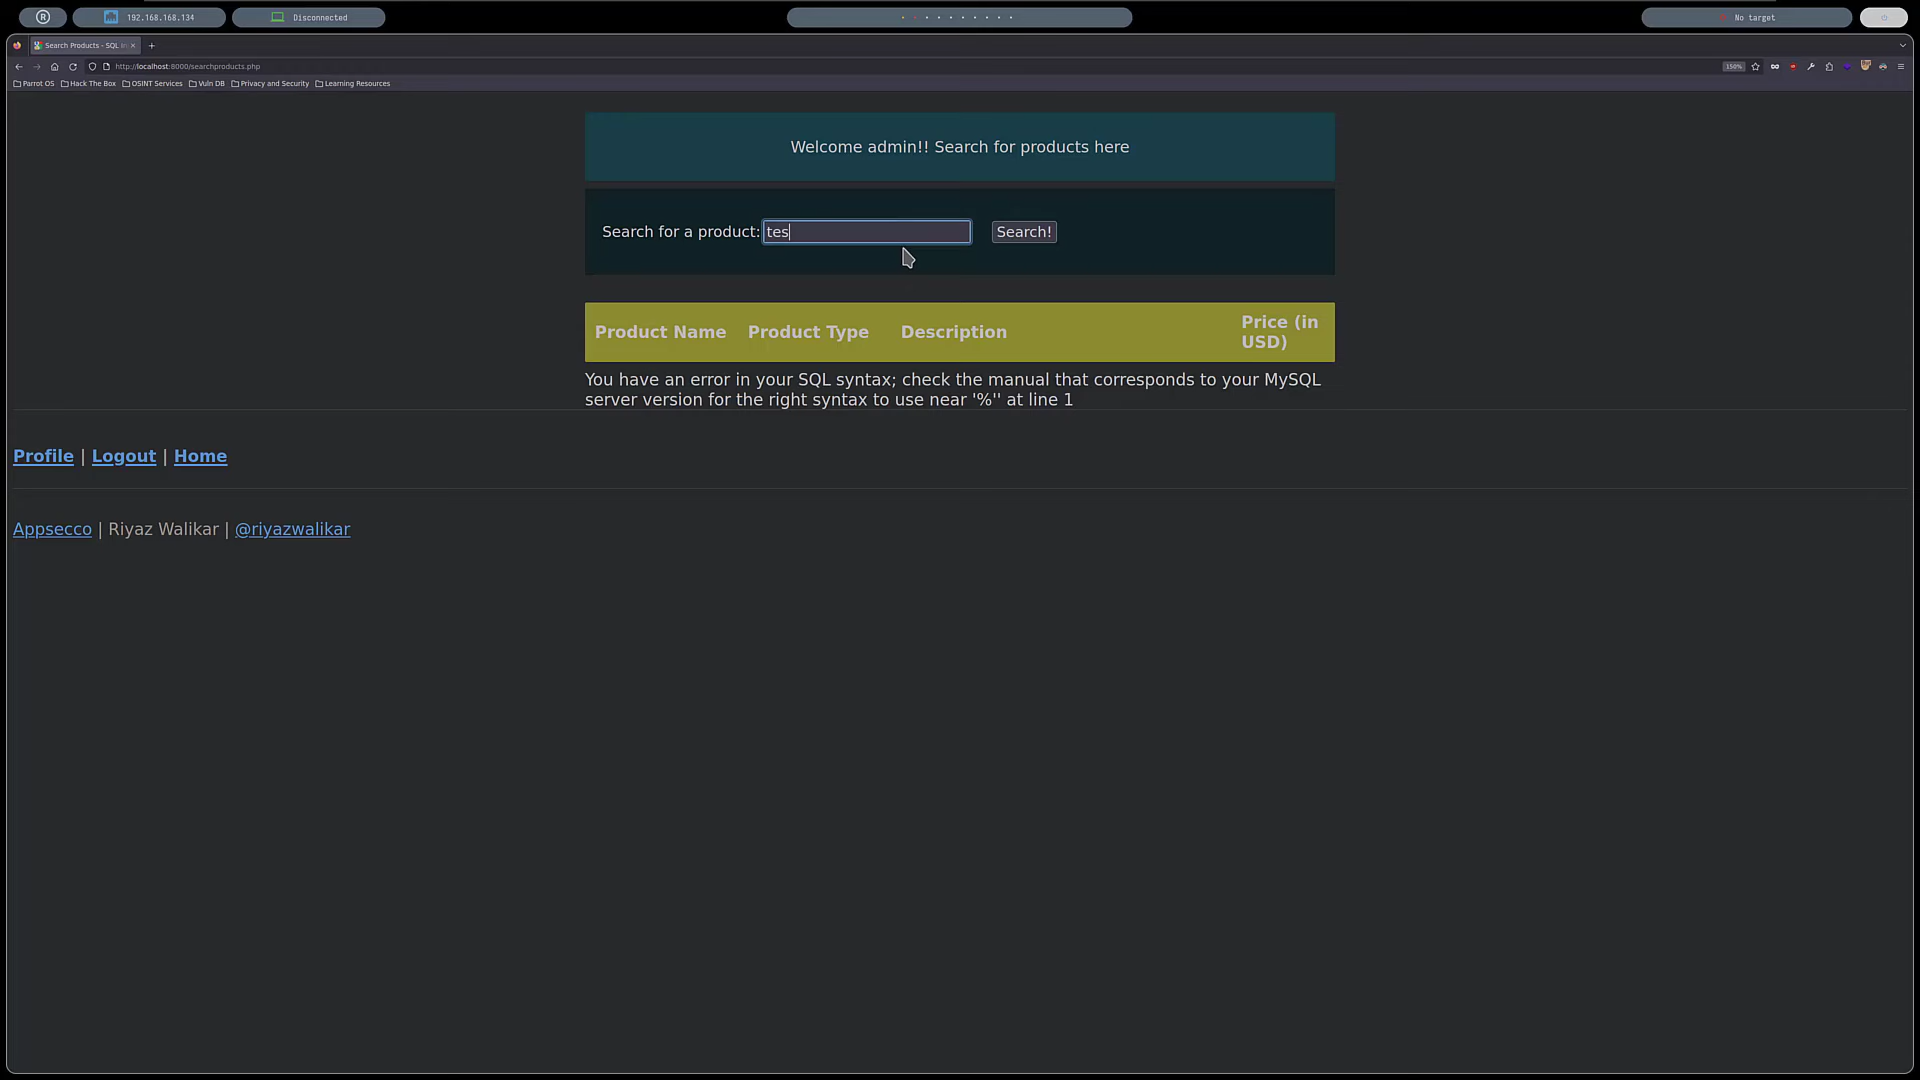 R 192.168.168.134 Disconnected No target
Search Products - SQL In
http://localhost:8000/searchproducts.php 150%
Parrot OS Hack The Box OSINT Services Vuln DB Privacy and Security Learning Resources
Welcome admin!! Search for products here
Search for a product: tes Search!
Product Name Product Type Description Price (in
USD)
You have an error in your SQL syntax; check the manual that corresponds to your MySQL
server version for the right syntax to use near '%'' at line 1
Profile | Logout | Home
Appsecco | Riyaz Walikar | @riyazwalikar